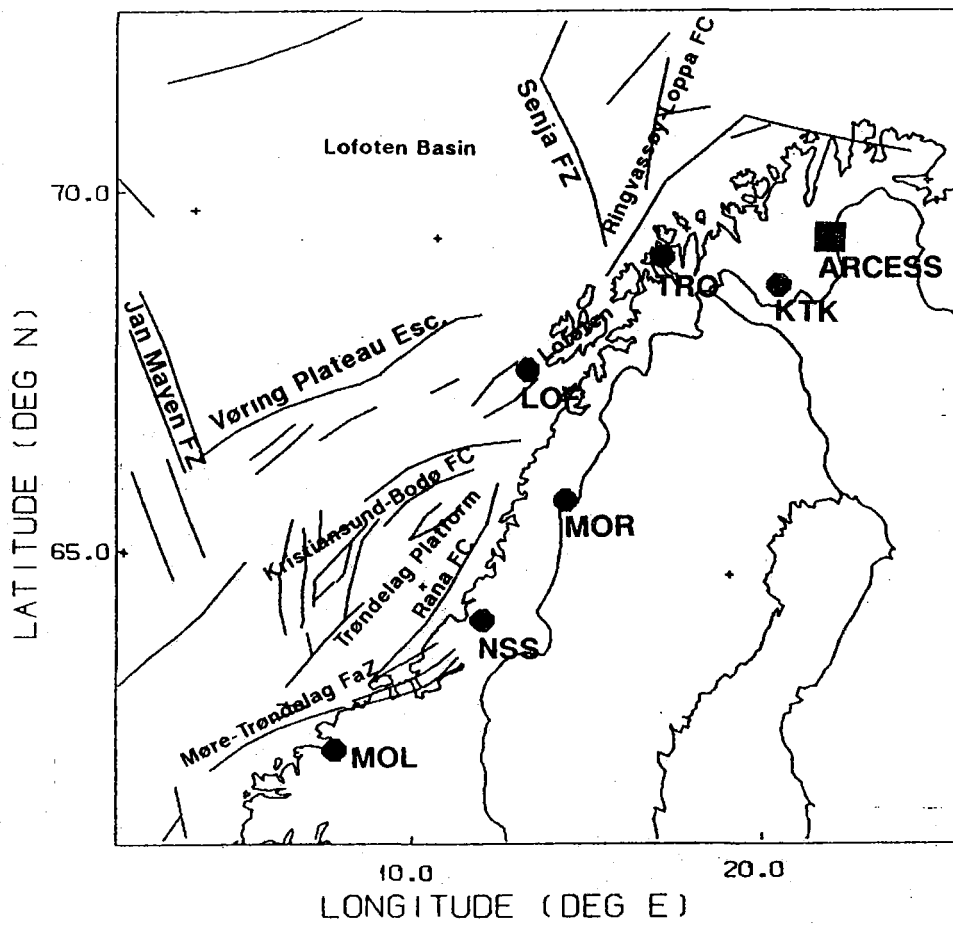 Senja FZ
Ringvassøy-Loppa FC
Lofoten Basin
70.0
ARCESS
TRO
KTK
Jan Mayen FZ
Vøring Plateau Esc.
Lofoten
LOF
LATITUDE (DEG N)
Kristiansund-Bodø FC
MOR
65.0
Trøndelag Platform
Rana FC
NSS
Møre-Trøndelag FaZ
MOL
10.0
20.0
LONGITUDE (DEG E)